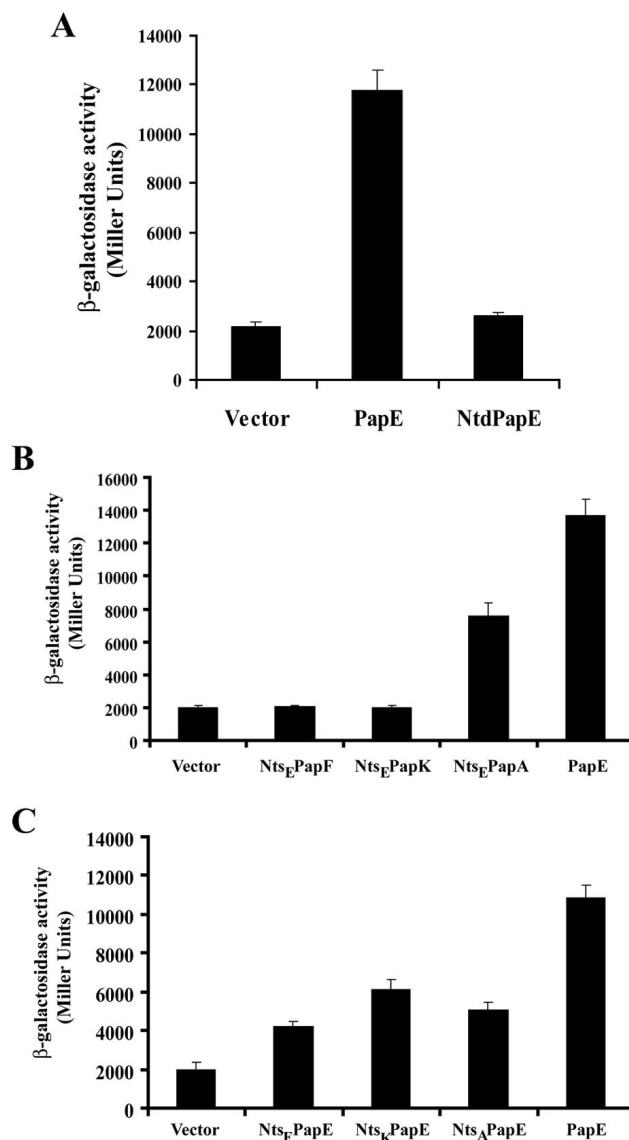 A
β-galactosidase activity
(Miller Units)
14000
12000
10000
8000
6000
4000
2000
0
Vector PapE NtdPapE
B
β-galactosidase activity
(Miller Units)
16000
14000
12000
10000
8000
6000
4000
2000
0
Vector NtsEPapF NtsEPapK NtsEPapA PapE
C
β-galactosidase activity
(Miller Units)
14000
12000
10000
8000
6000
4000
2000
0
Vector NtsFPapE NtsKPapE NtsAPapE PapE